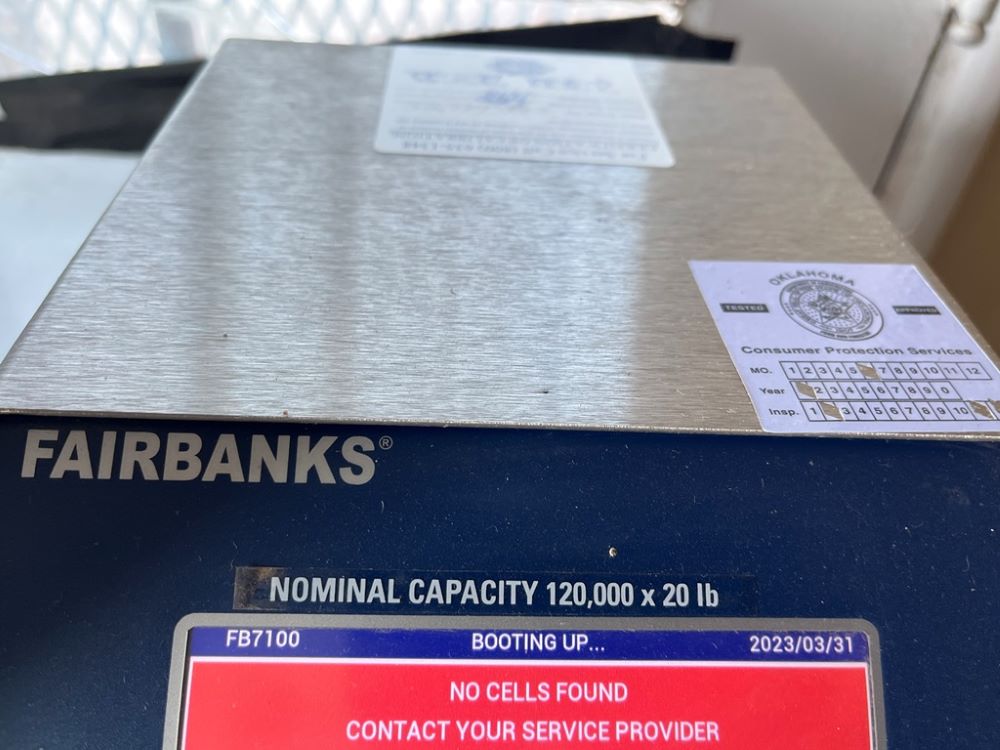 OKLAHOMA
TESTED
APPROVED
Consumer Protection Services
MO. 1 2 3 4 5 7 8 9 10 11 12
Year 2 3 4 5 6 7 8 9 0
Insp. 1 3 4 5 6 7 8 9 10
FAIRBANKS®
NOMINAL CAPACITY 120,000 x 20 lb
FB7100 BOOTING UP... 2023/03/31
NO CELLS FOUND
CONTACT YOUR SERVICE PROVIDER